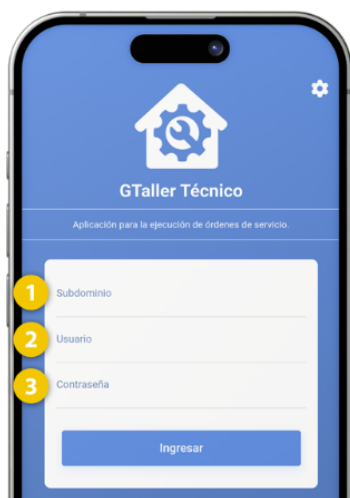 GTaller Técnico
Aplicación para la ejecución de órdenes de servicio.
1 Subdominio
2 Usuario
3 Contraseña
Ingresar